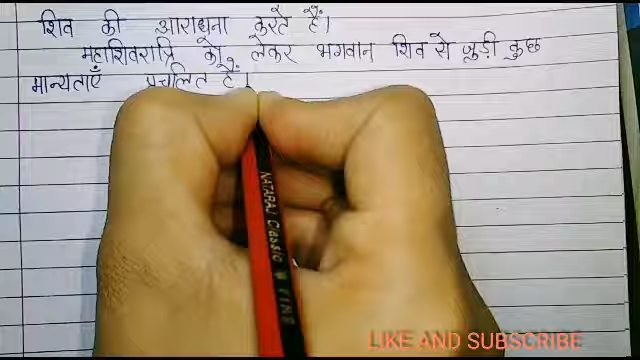 शिव की आराधना करते हैं।
महाशिवरात्रि को लेकर भगवान शिव से जुड़ी कुछ
मान्यताएँ प्रचलित हैं।
NATARAJ Classic
LIKE AND SUBSCRIBE